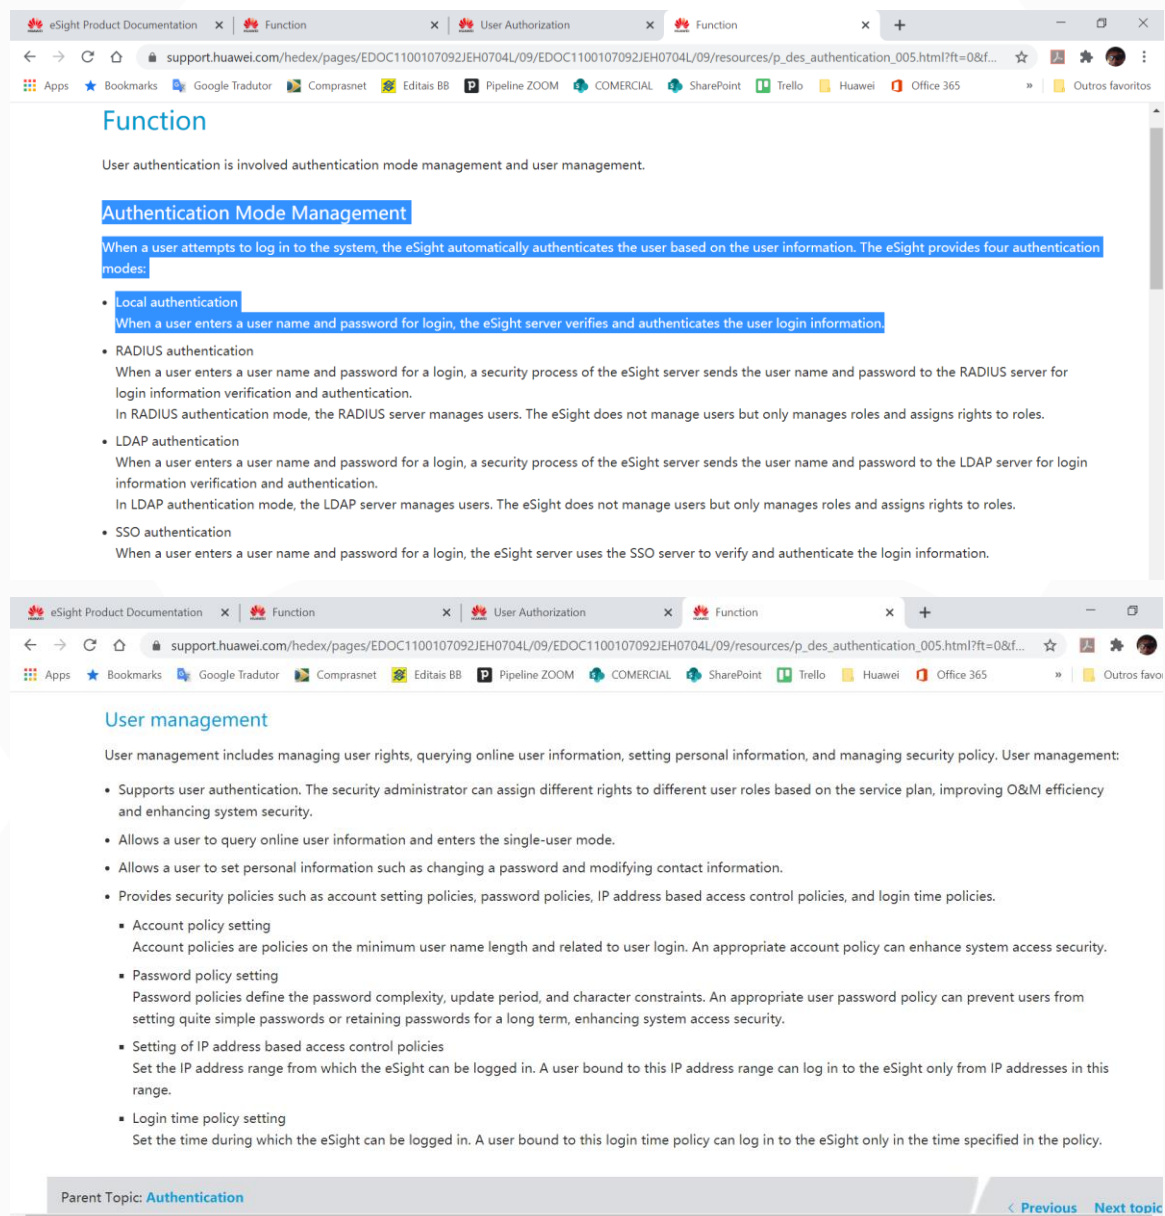 eSight Product Documentation
Function
User Authorization
Function
support.huawei.com/hedex/pages/EDOC1100107092JEH0704L/09/EDOC1100107092JEH0704L/09/resources/p_des_authentication_005.html?ft=0&f...
Apps
Bookmarks
Google Tradutor
Comprasnet
Editais BB
Pipeline ZOOM
COMERCIAL
SharePoint
Trello
Huawei
Office 365
»
Outros favoritos
Function
User authentication is involved authentication mode management and user management.
Authentication Mode Management
When a user attempts to log in to the system, the eSight automatically authenticates the user based on the user information. The eSight provides four authentication
modes:
• Local authentication
When a user enters a user name and password for login, the eSight server verifies and authenticates the user login information.
• RADIUS authentication
When a user enters a user name and password for a login, a security process of the eSight server sends the user name and password to the RADIUS server for
login information verification and authentication.
In RADIUS authentication mode, the RADIUS server manages users. The eSight does not manage users but only manages roles and assigns rights to roles.
• LDAP authentication
When a user enters a user name and password for a login, a security process of the eSight server sends the user name and password to the LDAP server for login
information verification and authentication.
In LDAP authentication mode, the LDAP server manages users. The eSight does not manage users but only manages roles and assigns rights to roles.
• SSO authentication
When a user enters a user name and password for a login, the eSight server uses the SSO server to verify and authenticate the login information.
eSight Product Documentation
Function
User Authorization
Function
support.huawei.com/hedex/pages/EDOC1100107092JEH0704L/09/EDOC1100107092JEH0704L/09/resources/p_des_authentication_005.html?ft=0&f...
Apps
Bookmarks
Google Tradutor
Comprasnet
Editais BB
Pipeline ZOOM
COMERCIAL
SharePoint
Trello
Huawei
Office 365
»
Outros favo
User management
User management includes managing user rights, querying online user information, setting personal information, and managing security policy. User management:
• Supports user authentication. The security administrator can assign different rights to different user roles based on the service plan, improving O&M efficiency
and enhancing system security.
• Allows a user to query online user information and enters the single-user mode.
• Allows a user to set personal information such as changing a password and modifying contact information.
• Provides security policies such as account setting policies, password policies, IP address based access control policies, and login time policies.
▪ Account policy setting
Account policies are policies on the minimum user name length and related to user login. An appropriate account policy can enhance system access security.
▪ Password policy setting
Password policies define the password complexity, update period, and character constraints. An appropriate user password policy can prevent users from
setting quite simple passwords or retaining passwords for a long term, enhancing system access security.
▪ Setting of IP address based access control policies
Set the IP address range from which the eSight can be logged in. A user bound to this IP address range can log in to the eSight only from IP addresses in this
range.
▪ Login time policy setting
Set the time during which the eSight can be logged in. A user bound to this login time policy can log in to the eSight only in the time specified in the policy.
Parent Topic: Authentication
< Previous Next topic